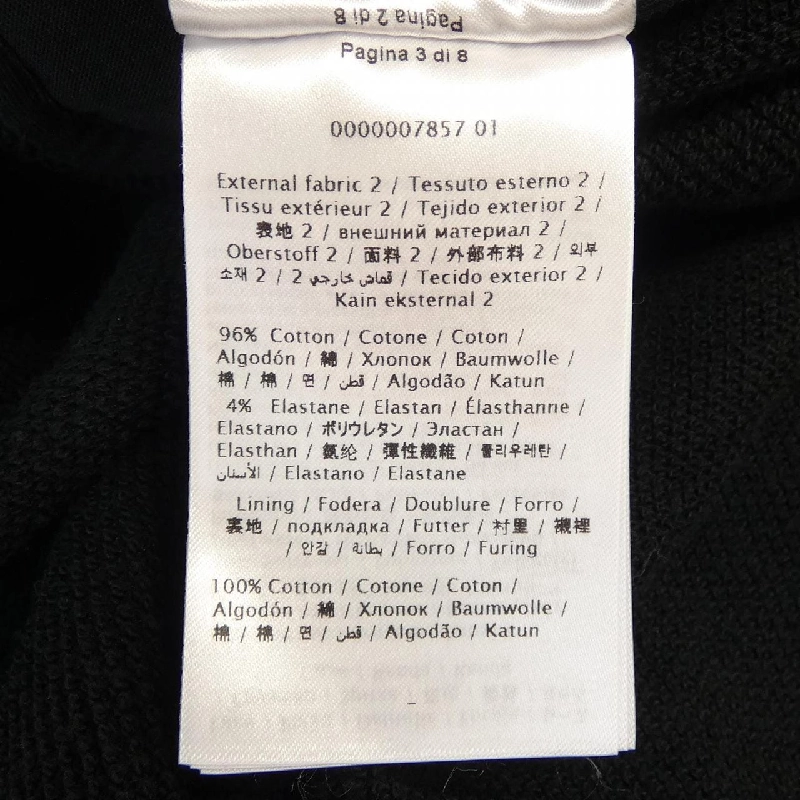 Pagina 2 di 8
Pagina 3 di 8
0000007857 01
External fabric 2 / Tessuto esterno 2 /
Tissu extérieur 2 / Tejido exterior 2 /
表地 2 / внешний материал 2 /
Oberstoff 2 / 面料 2 / 外部布料 2 / 외부
소재 2 / 2 قماش خارجي / Tecido exterior 2 /
Kain eksternal 2
96% Cotton / Cotone / Coton /
Algodón / 綿 / Хлопок / Baumwolle /
棉 / 棉 / 면 / قطن / Algodão / Katun
4% Elastane / Elastan / Élasthanne /
Elastano / ポリウレタン / Эластан /
Elasthan / 氨纶 / 彈性纖維 / 폴리우레탄 /
الأسنان / Elastano / Elastane
Lining / Fodera / Doublure / Forro /
裏地 / подкладка / Futter / 村里 / 襯裡
/ 안감 / بطانة / Forro / Furing
100% Cotton / Cotone / Coton /
Algodón / 綿 / Хлопок / Baumwolle /
棉 / 棉 / 면 / قطن / Algodão / Katun